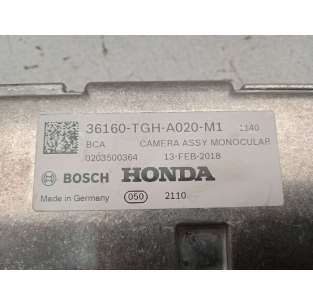 36160-TGH-A020-M1 1140
BCA CAMERA ASSY MONOCULAR
0203500364 13-FEB-2018
BOSCH HONDA
Made in Germany 050 2110